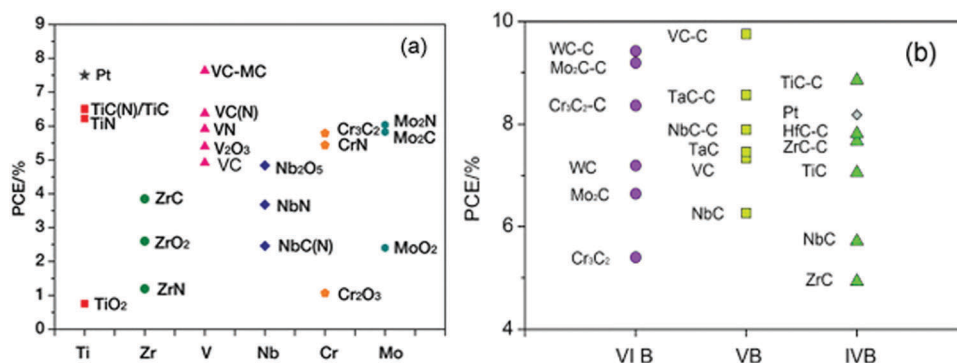 (a)
PCE/%
9
8
7
6
5
4
3
2
1
0
Pt
TiC(N)/TiC
TiN
TiO₂
ZrC
ZrO₂
ZrN
VC-MC
VC(N)
VN
V₂O₃
VC
Nb₂O₅
NbN
NbC(N)
Cr₃C₂
CrN
Cr₂O₃
Mo₂N
Mo₂C
MoO₂
Ti Zr V Nb Cr Mo
(b)
PCE/%
10
8
6
4
WC-C
Mo₂C-C
Cr₃C₂-C
WC
Mo₂C
Cr₃C₂
VC-C
TaC-C
NbC-C
TaC
VC
NbC
TiC-C
Pt
HfC-C
ZrC-C
TiC
NbC
ZrC
VI B VB IVB